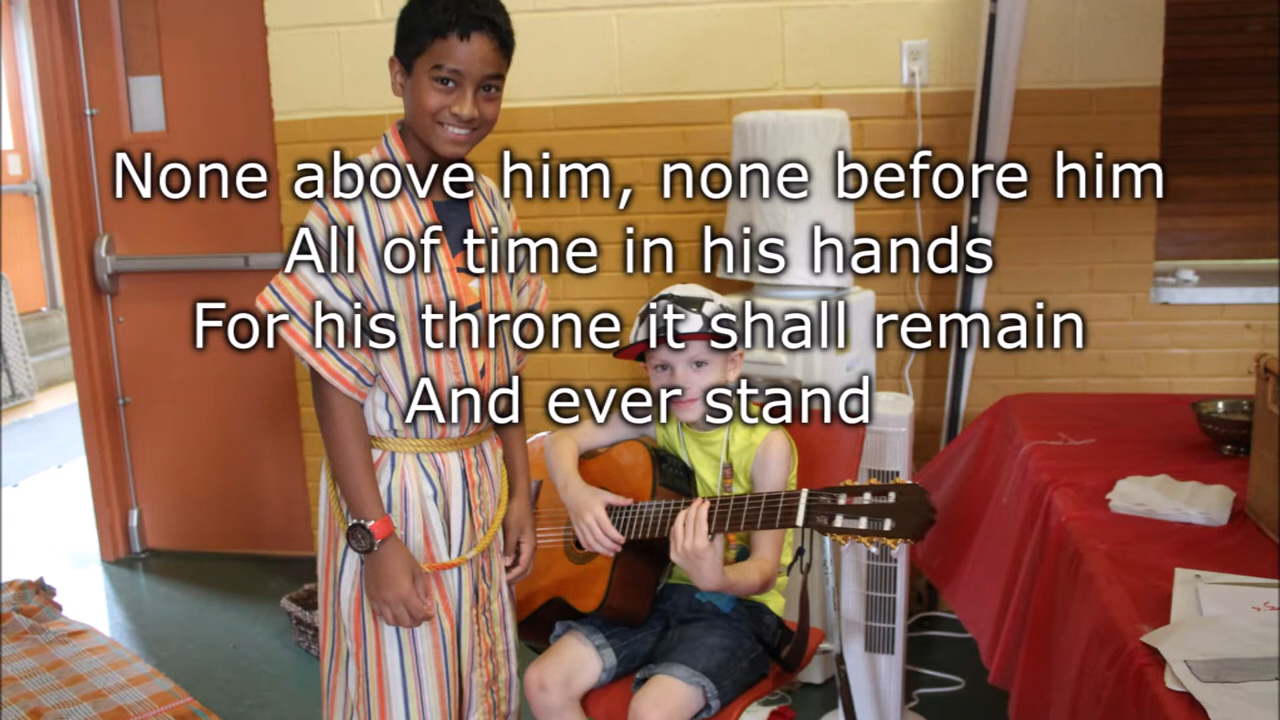 None above him, none before him
All of time in his hands
For his throne it shall remain
And ever stand